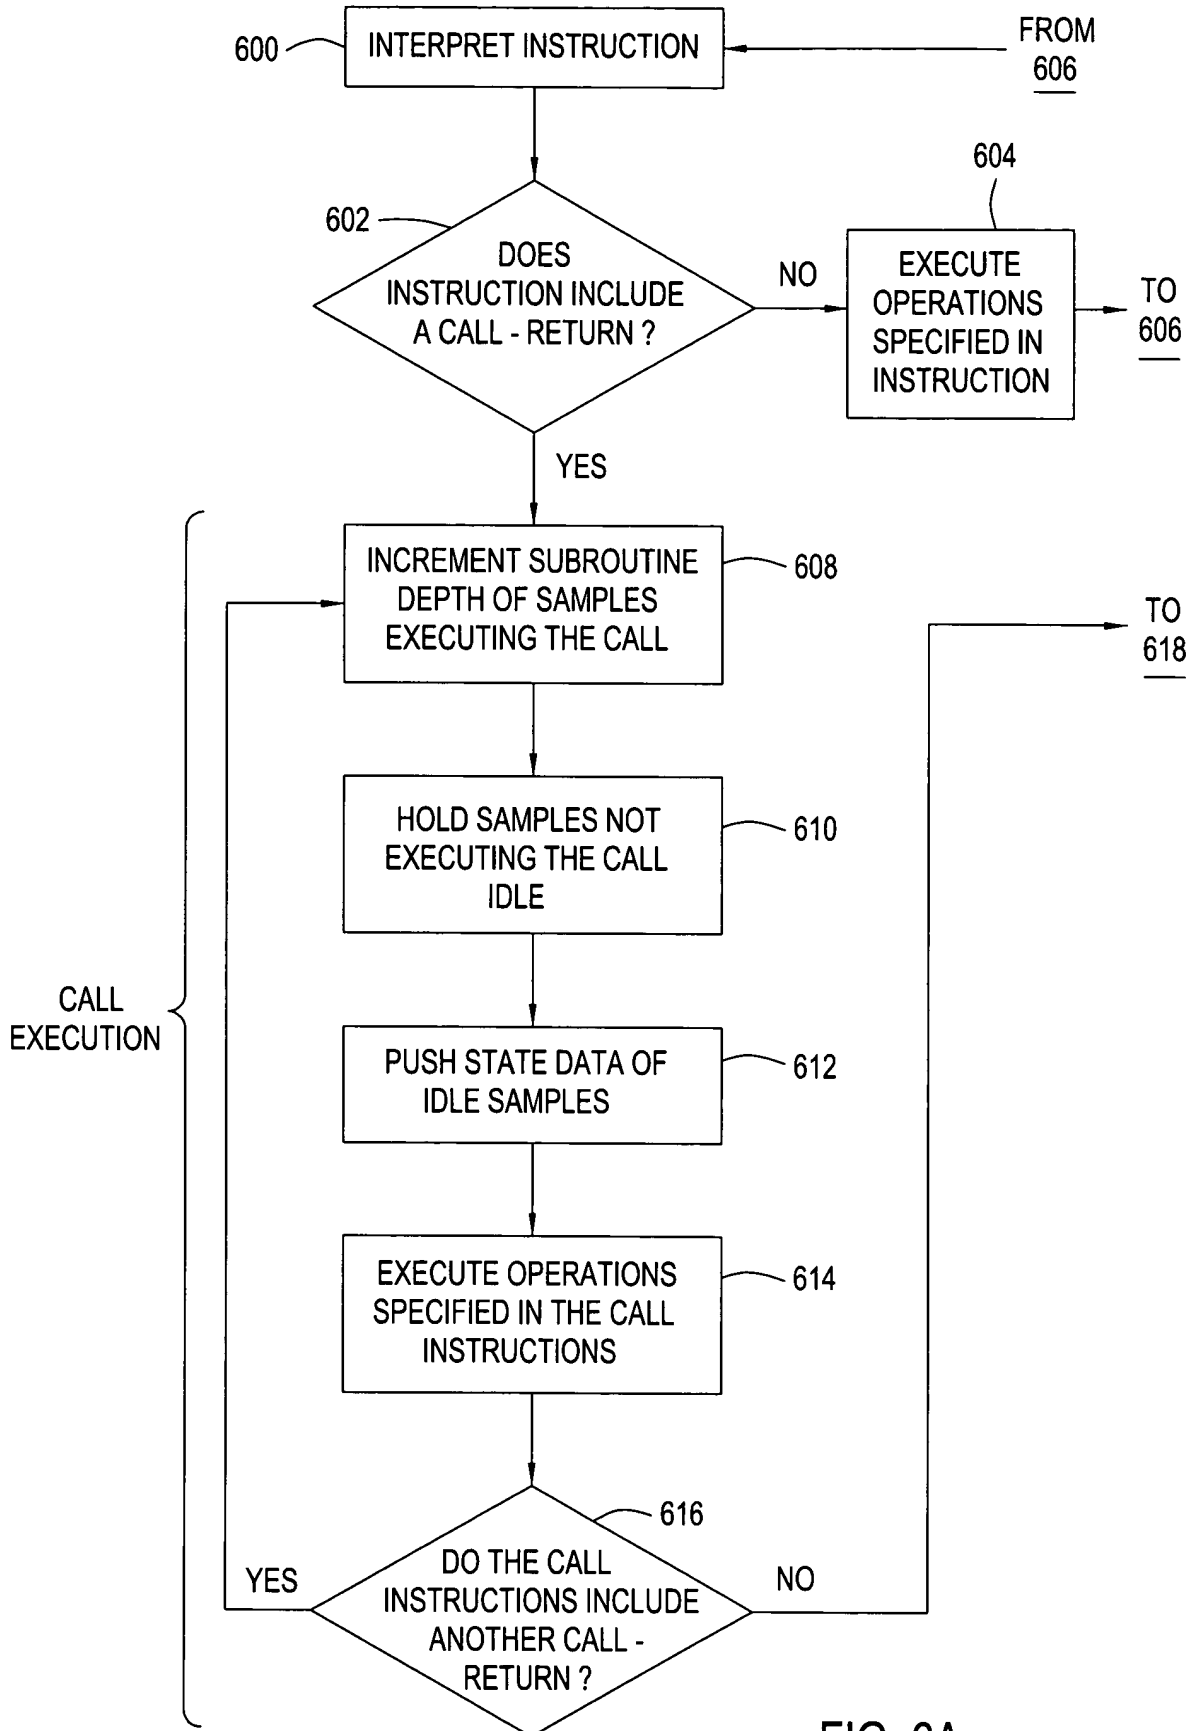 600
INTERPRET INSTRUCTION
FROM
606
602
DOES
INSTRUCTION INCLUDE
A CALL - RETURN ?
NO
604
EXECUTE
OPERATIONS
SPECIFIED IN
INSTRUCTION
TO
606
YES
INCREMENT SUBROUTINE
DEPTH OF SAMPLES
EXECUTING THE CALL
608
TO
618
HOLD SAMPLES NOT
EXECUTING THE CALL
IDLE
610
CALL
EXECUTION
PUSH STATE DATA OF
IDLE SAMPLES
612
EXECUTE OPERATIONS
SPECIFIED IN THE CALL
INSTRUCTIONS
614
616
YES
DO THE CALL
INSTRUCTIONS INCLUDE
ANOTHER CALL -
RETURN ?
NO
FIG. 6A